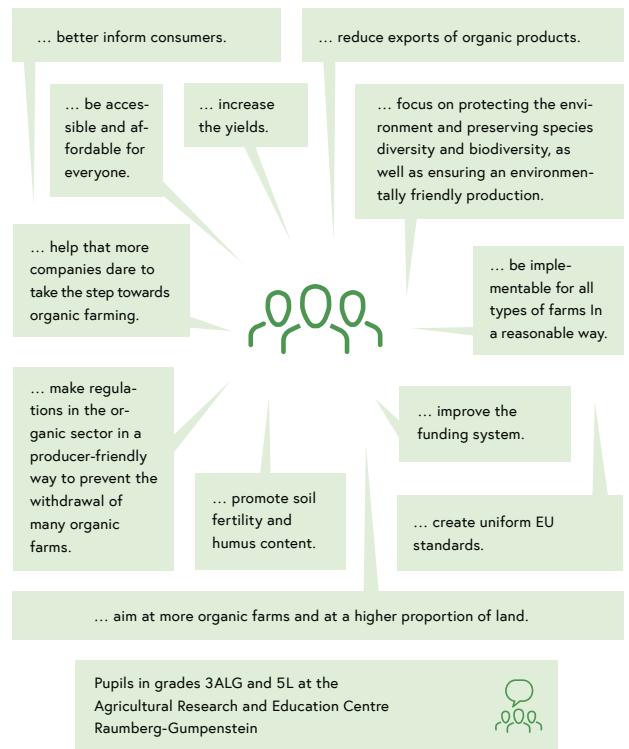 … better inform consumers.
… reduce exports of organic products.
… be acces-
sible and af-
fordable for
everyone.
… increase
the yields.
… focus on protecting the envi-
ronment and preserving species
diversity and biodiversity, as
well as ensuring an environmen-
tally friendly production.
… help that more
companies dare to
take the step towards
organic farming.
… be imple-
mentable for all
types of farms In
a reasonable way.
… make regula-
tions in the or-
ganic sector in a
producer-friendly
way to prevent the
withdrawal of
many organic
farms.
… improve the
funding system.
… promote soil
fertility and
humus content.
… create uniform EU
standards.
… aim at more organic farms and at a higher proportion of land.
Pupils in grades 3ALG and 5L at the
Agricultural Research and Education Centre
Raumberg-Gumpenstein